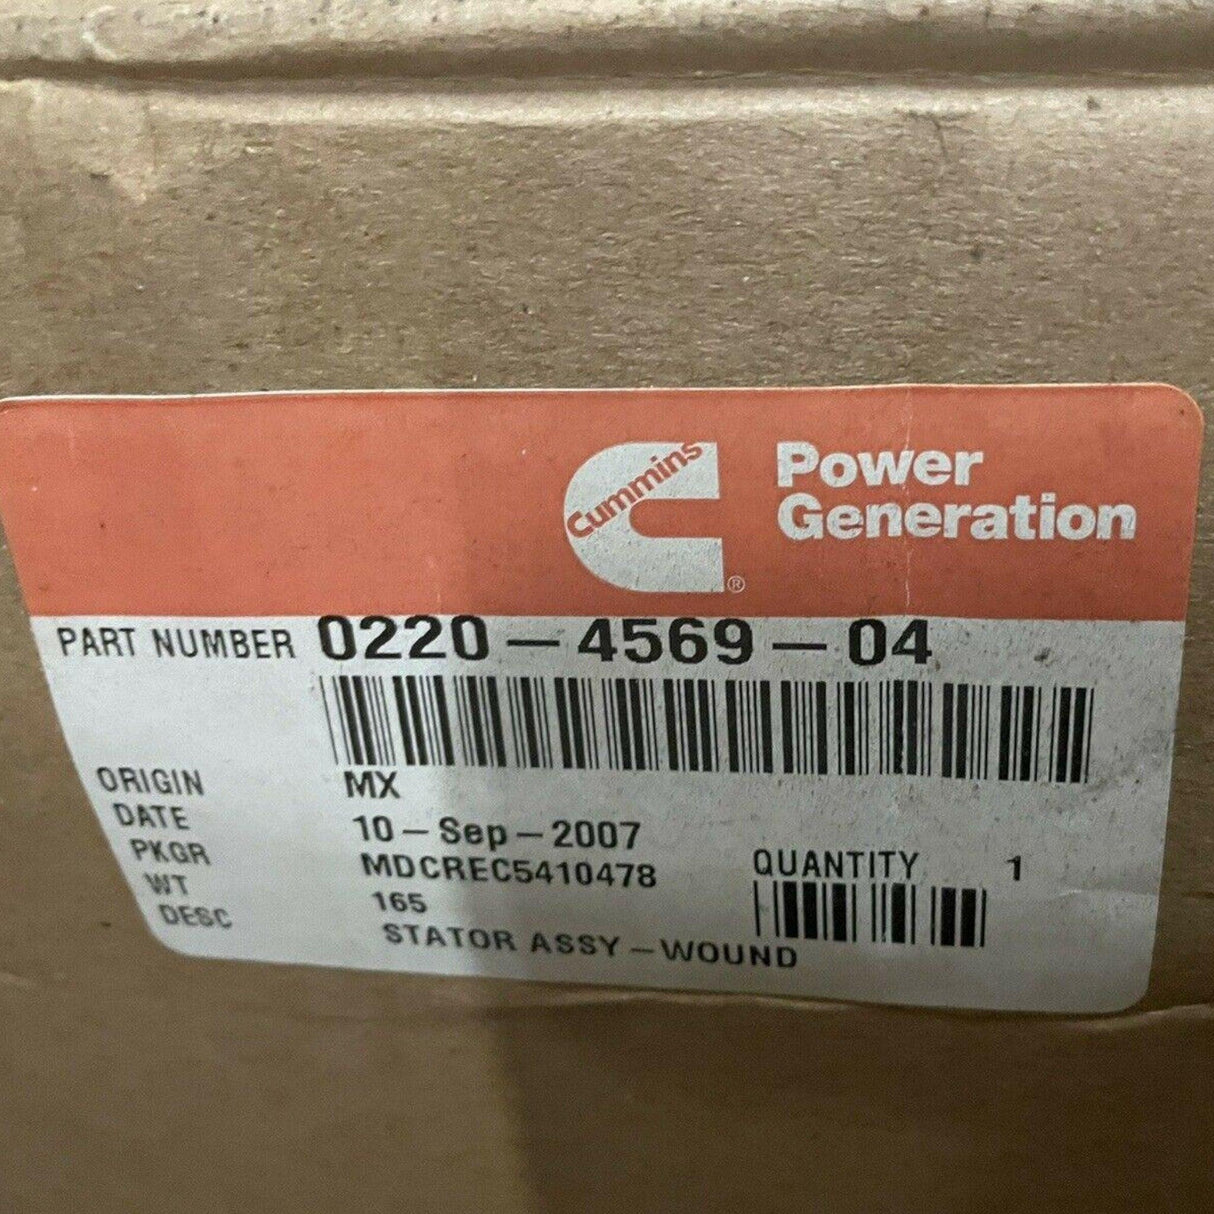 Cummins
Power
Generation
®
PART NUMBER 0220-4569-04
ORIGIN MX
DATE 10-Sep-2007
PKGR MDCREC5410478
QUANTITY 1
WT 165
DESC STATOR ASSY-WOUND